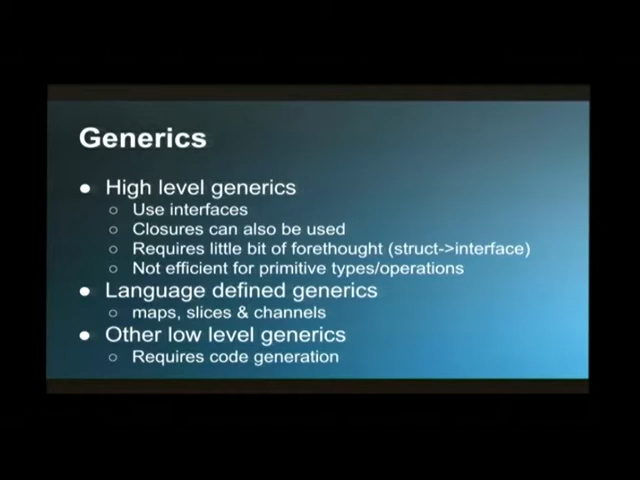 Generics
● High level generics
○ Use interfaces
○ Closures can also be used
○ Requires little bit of forethought (struct->interface)
○ Not efficient for primitive types/operations
● Language defined generics
○ maps, slices & channels
● Other low level generics
○ Requires code generation